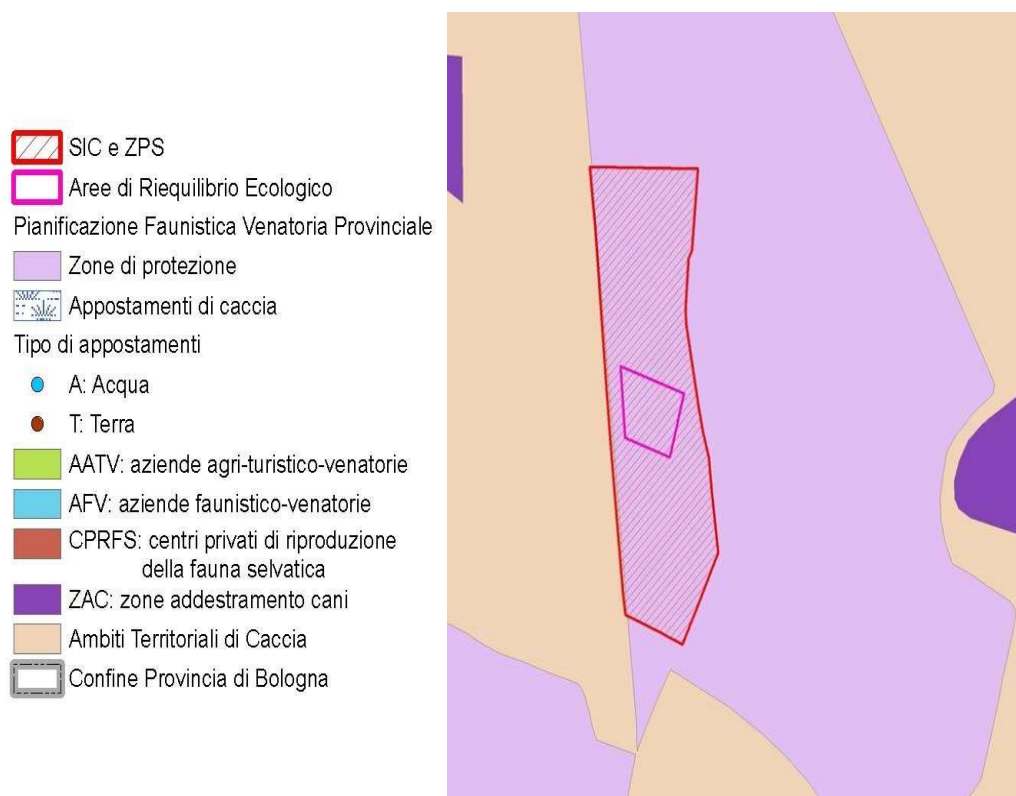 SIC e ZPS
Aree di Riequilibrio Ecologico
Pianificazione Faunistica Venatoria Provinciale
Zone di protezione
Appostamenti di caccia
Tipo di appostamenti
A: Acqua
T: Terra
AATV: aziende agri-turistico-venatorie
AFV: aziende faunistico-venatorie
CPRFS: centri privati di riproduzione
della fauna selvatica
ZAC: zone addestramento cani
Ambiti Territoriali di Caccia
Confine Provincia di Bologna